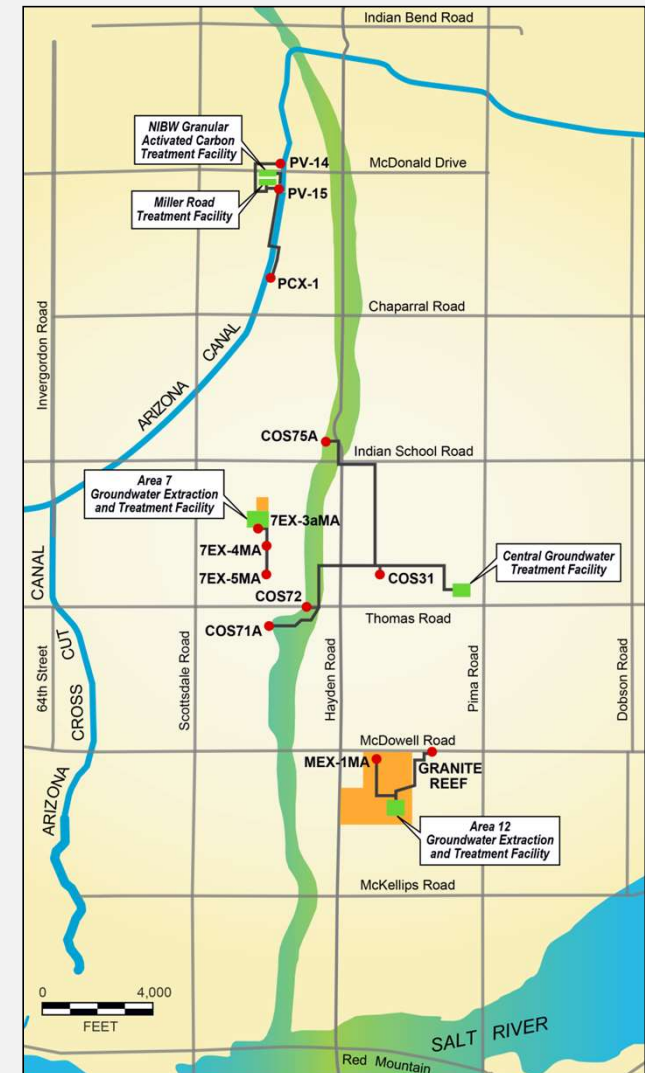 Indian Bend Road
NIBW Granular
Activated Carbon
Treatment Facility
PV-14
McDonald Drive
Miller Road
Treatment Facility
PV-15
PCX-1
Chaparral Road
Invergordon Road
ARIZONA CANAL
COS75A
Indian School Road
Area 7
Groundwater Extraction
and Treatment Facility
7EX-3aMA
7EX-4MA
7EX-5MA
COS31
Central Groundwater
Treatment Facility
COS72
Thomas Road
COS71A
64th Street
Scottsdale Road
Hayden Road
Pima Road
Dobson Road
ARIZONA CROSS CUT CANAL
McDowell Road
MEX-1MA
GRANITE
REEF
Area 12
Groundwater Extraction
and Treatment Facility
McKellips Road
0 4,000
FEET
SALT RIVER
Red Mountain